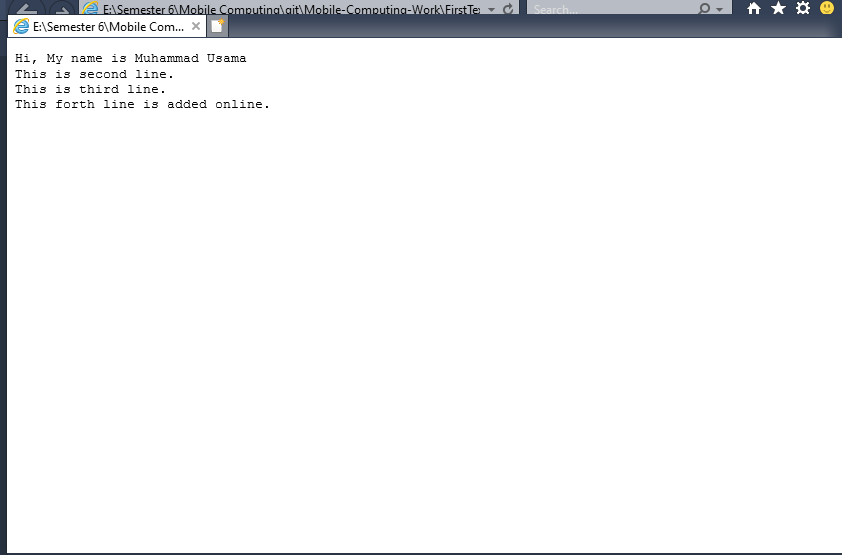 E:\Semester 6\Mobile Computing\git\Mobile-Computing-Work\FirstTe
Search...
E:\Semester 6\Mobile Com...
Hi, My name is Muhammad Usama
This is second line.
This is third line.
This forth line is added online.